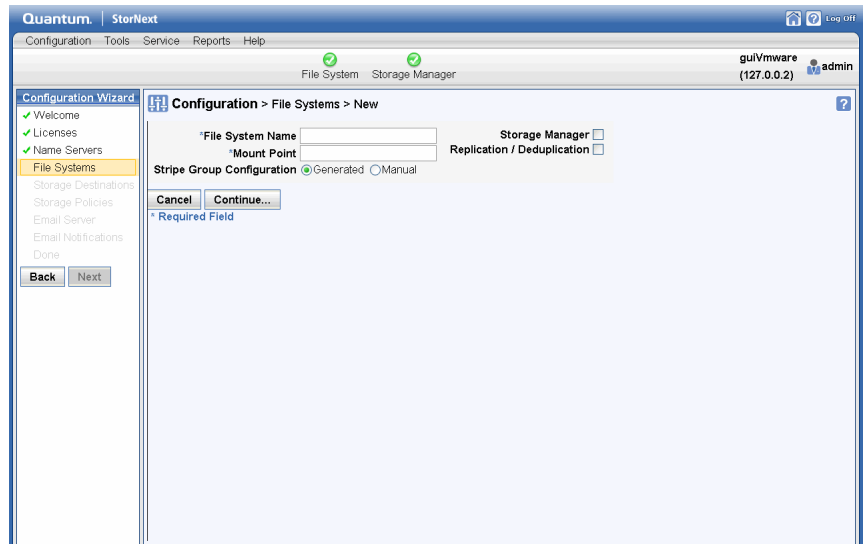 Quantum. StorNext
Log Off
Configuration Tools Service Reports Help
File System Storage Manager
guiVmware
(127.0.0.2)
admin
Configuration Wizard
Welcome
Licenses
Name Servers
File Systems
Storage Destinations
Storage Policies
Email Server
Email Notifications
Done
Back Next
Configuration > File Systems > New
?
*File System Name
Storage Manager
*Mount Point
Replication / Deduplication
Stripe Group Configuration Generated Manual
Cancel Continue...
* Required Field